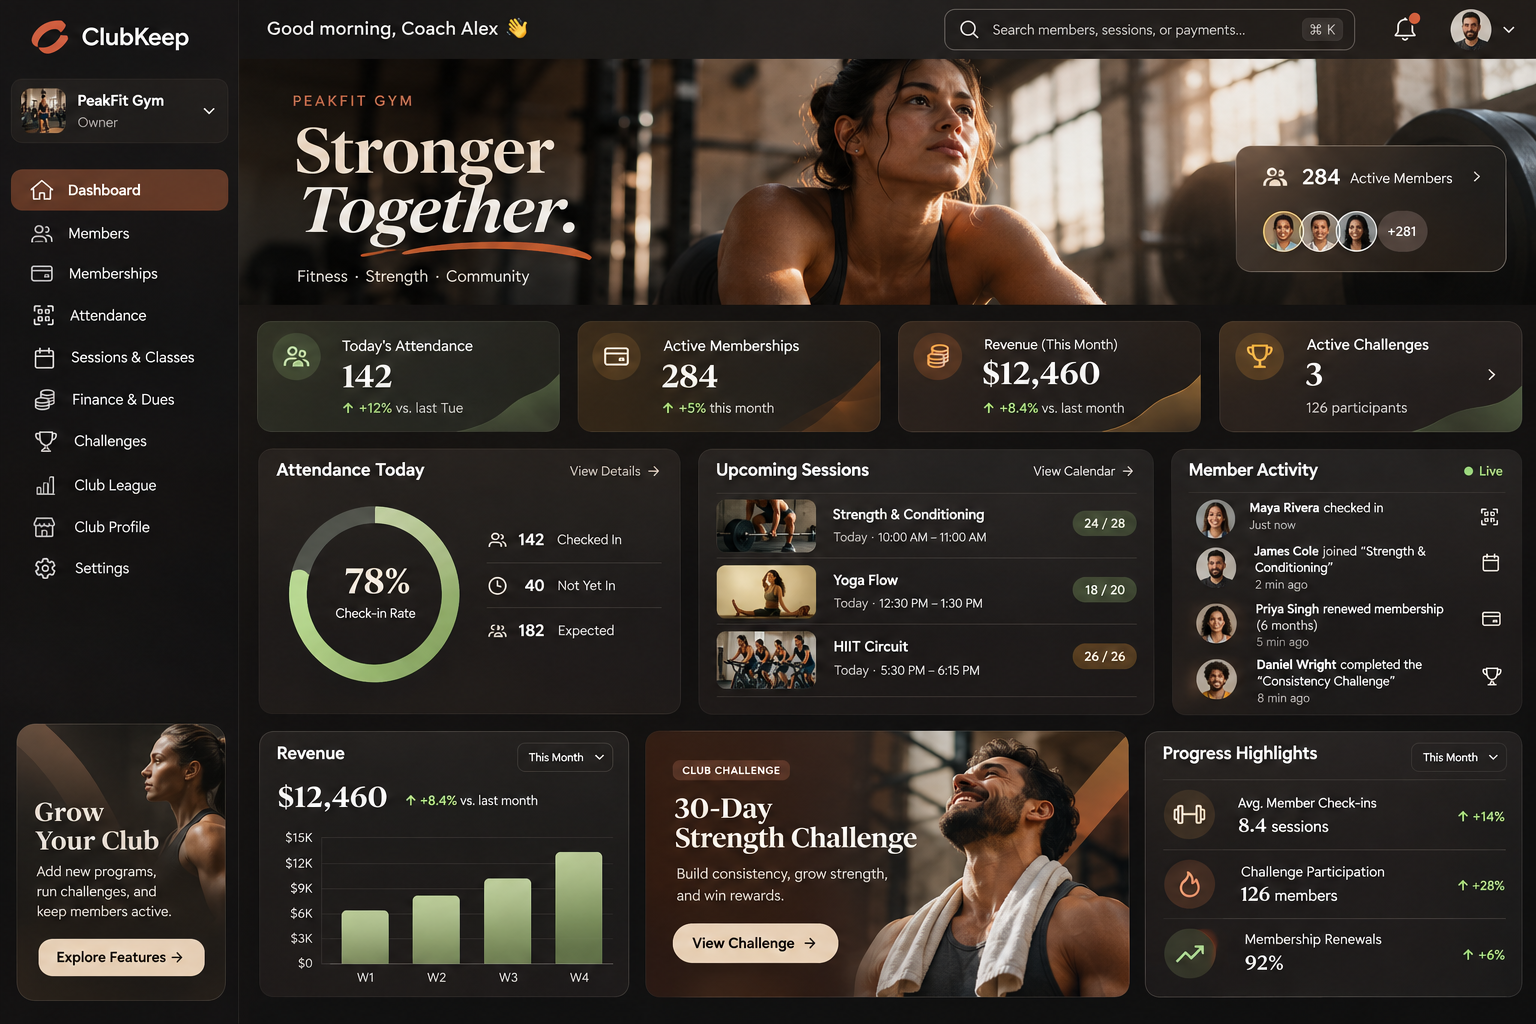 ClubKeep
PeakFit Gym
Owner
Dashboard
Members
Memberships
Attendance
Sessions & Classes
Finance & Dues
Challenges
Club League
Club Profile
Settings
Grow
Your Club
Add new programs,
run challenges, and
keep members active.
Explore Features →
Good morning, Coach Alex 👋
Search members, sessions, or payments...
⌘ K
PEAKFIT GYM
Stronger
Together.
Fitness · Strength · Community
284 Active Members
+281
Today's Attendance
142
↑ +12% vs. last Tue
Active Memberships
284
↑ +5% this month
Revenue (This Month)
$12,460
↑ +8.4% vs. last month
Active Challenges
3
126 participants
Attendance Today
View Details →
78%
Check-in Rate
142 Checked In
40 Not Yet In
182 Expected
Upcoming Sessions
View Calendar →
Strength & Conditioning
Today · 10:00 AM – 11:00 AM
24 / 28
Yoga Flow
Today · 12:30 PM – 1:30 PM
18 / 20
HIIT Circuit
Today · 5:30 PM – 6:15 PM
26 / 26
Member Activity
Live
Maya Rivera checked in
Just now
James Cole joined “Strength &
Conditioning”
2 min ago
Priya Singh renewed membership
(6 months)
5 min ago
Daniel Wright completed the
“Consistency Challenge”
8 min ago
Revenue
This Month
$12,460 ↑ +8.4% vs. last month
$15K
$12K
$9K
$6K
$3K
$0
W1 W2 W3 W4
CLUB CHALLENGE
30-Day
Strength Challenge
Build consistency, grow strength,
and win rewards.
View Challenge →
Progress Highlights
This Month
Avg. Member Check-ins
8.4 sessions
↑ +14%
Challenge Participation
126 members
↑ +28%
Membership Renewals
92%
↑ +6%